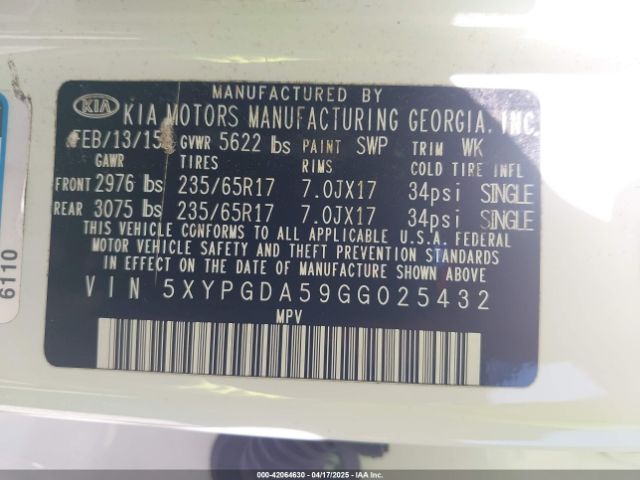 MANUFACTURED BY
KIA KIA MOTORS MANUFACTURING GEORGIA, INC.
FEB/13/15 GVWR 5622 lbs PAINT SWP TRIM WK
GAWR TIRES RIMS COLD TIRE INFL
FRONT 2976 lbs 235/65R17 7.0JX17 34psi SINGLE
REAR 3075 lbs 235/65R17 7.0JX17 34psi SINGLE
THIS VEHICLE CONFORMS TO ALL APPLICABLE U.S.A. FEDERAL
MOTOR VEHICLE SAFETY AND THEFT PREVENTION STANDARDS
IN EFFECT ON THE DATE OF MANUFACTURE SHOWN ABOVE.
VIN 5XYPGDA59GG025432
MPV
6110
000-42064630 - 04/17/2025 - IAA Inc.